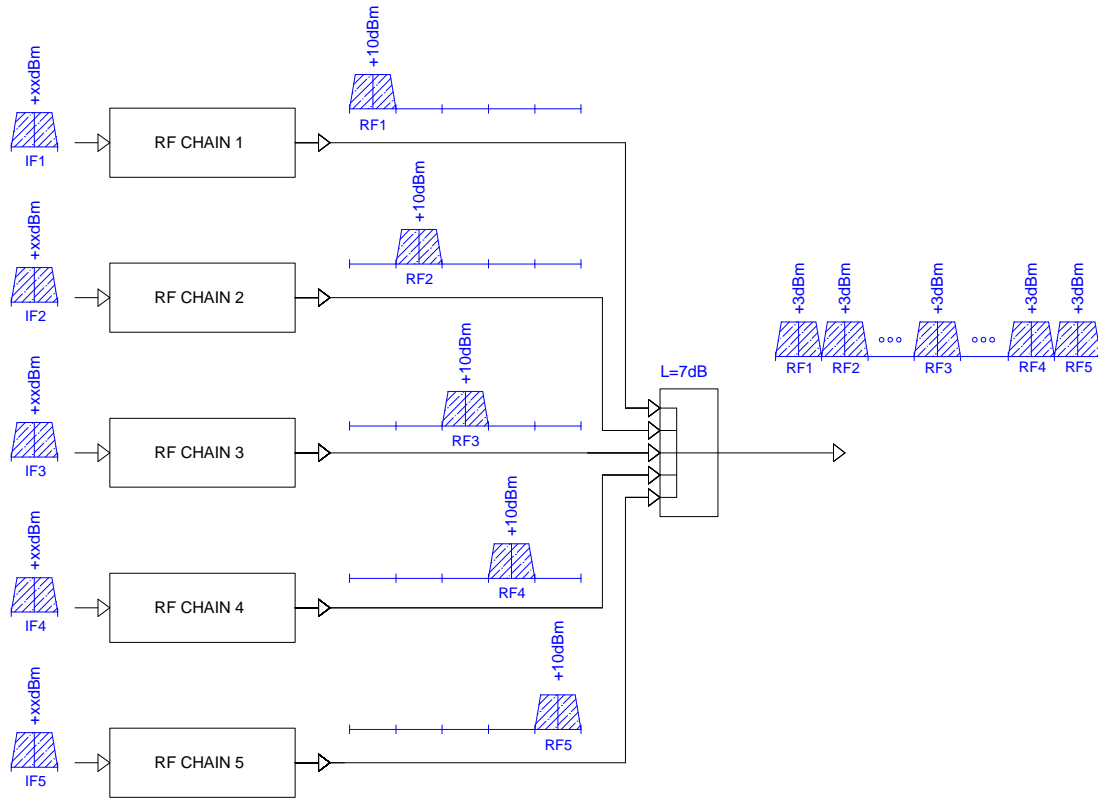 +10dBm
+xxdBm
RF1
RF CHAIN 1
IF1
+10dBm
+xxdBm
RF2
RF CHAIN 2
IF2
+3dBm +3dBm +3dBm +3dBm +3dBm
RF1 RF2 RF3 RF4 RF5
+10dBm
L=7dB
+xxdBm
RF3
RF CHAIN 3
IF3
+10dBm
+xxdBm
RF4
RF CHAIN 4
IF4
+10dBm
+xxdBm
RF5
RF CHAIN 5
IF5